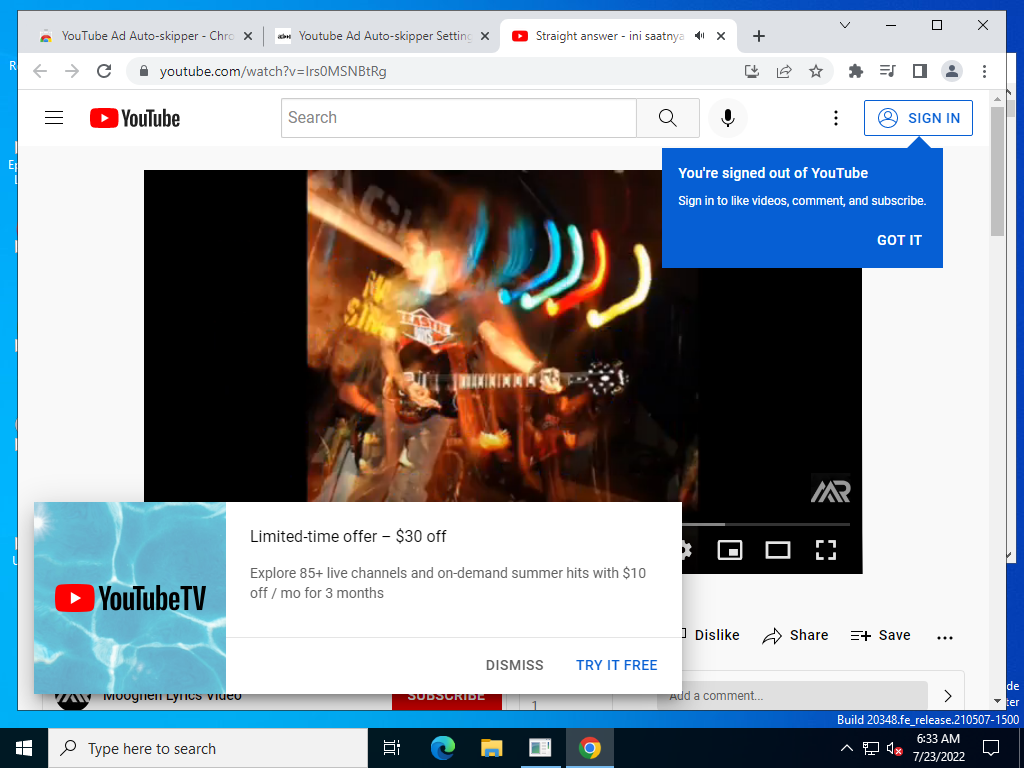 YouTube Ad Auto-skipper - Chro
Youtube Ad Auto-skipper Setting
Straight answer - ini saatnya
youtube.com/watch?v=Irs0MSNBtRg
YouTube
Search
SIGN IN
You're signed out of YouTube
Sign in to like videos, comment, and subscribe.
GOT IT
YouTubeTV
Limited-time offer – $30 off
Explore 85+ live channels and on-demand summer hits with $10
off / mo for 3 months
DISMISS
TRY IT FREE
Dislike
Share
Save
Moognen Lyrics Video
SUBSCRIBE
1
Add a comment...
Build 20348.fe_release.210507-1500
Type here to search
6:33 AM
7/23/2022